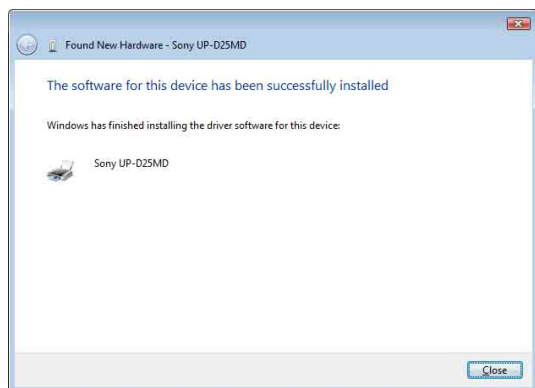 Found New Hardware - Sony UP-D25MD
The software for this device has been successfully installed
Windows has finished installing the driver software for this device:
Sony UP-D25MD
Close